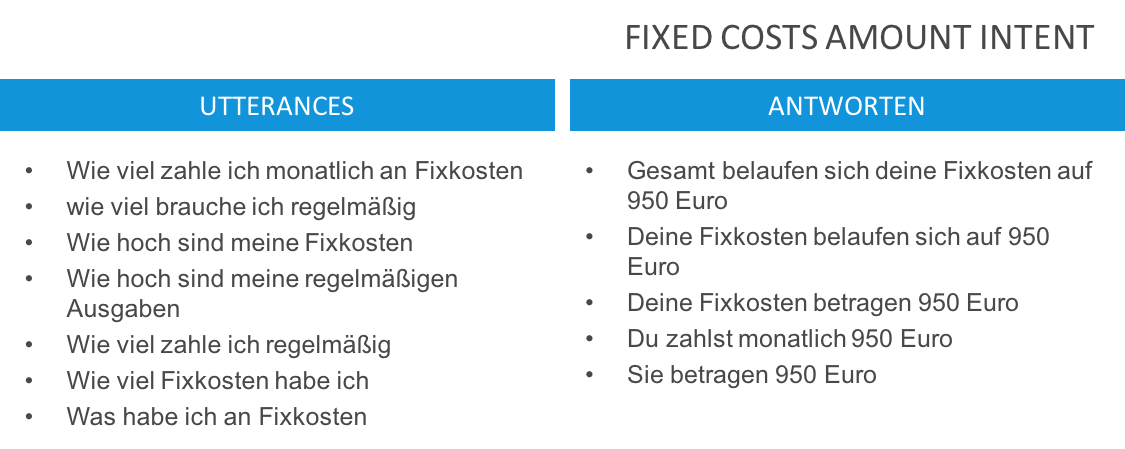 FIXED COSTS AMOUNT INTENT
UTTERANCES
• Wie viel zahle ich monatlich an Fixkosten
• wie viel brauche ich regelmäßig
• Wie hoch sind meine Fixkosten
• Wie hoch sind meine regelmäßigen
Ausgaben
• Wie viel zahle ich regelmäßig
• Wie viel Fixkosten habe ich
• Was habe ich an Fixkosten
ANTWORTEN
• Gesamt belaufen sich deine Fixkosten auf
950 Euro
• Deine Fixkosten belaufen sich auf 950
Euro
• Deine Fixkosten betragen 950 Euro
• Du zahlst monatlich 950 Euro
• Sie betragen 950 Euro